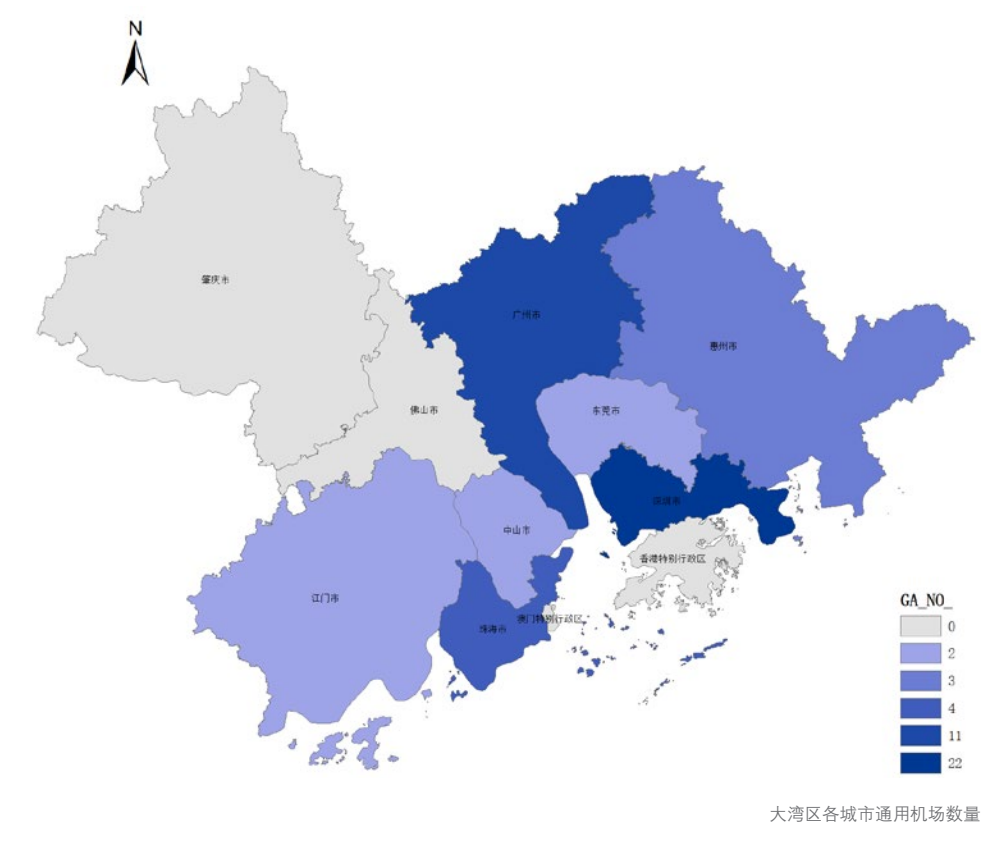 N
肇庆市
广州市
惠州市
佛山市
东莞市
深圳市
中山市
香港特别行政区
江门市
澳门特别行政区
珠海市
GA_NO_
0
2
3
4
11
22
大湾区各城市通用机场数量